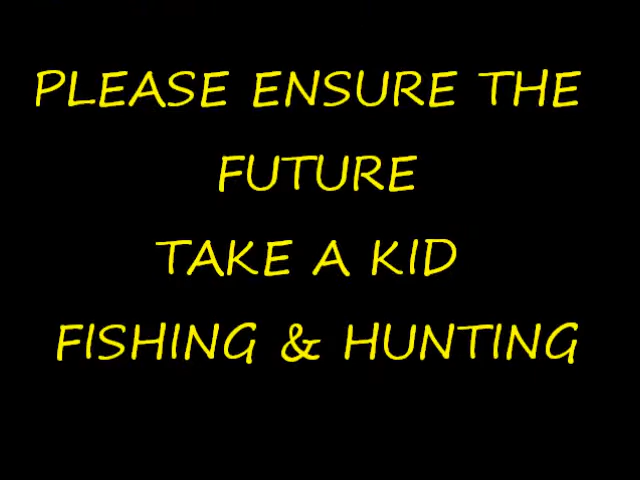 PLEASE ENSURE THE
FUTURE
TAKE A KID
FISHING & HUNTING